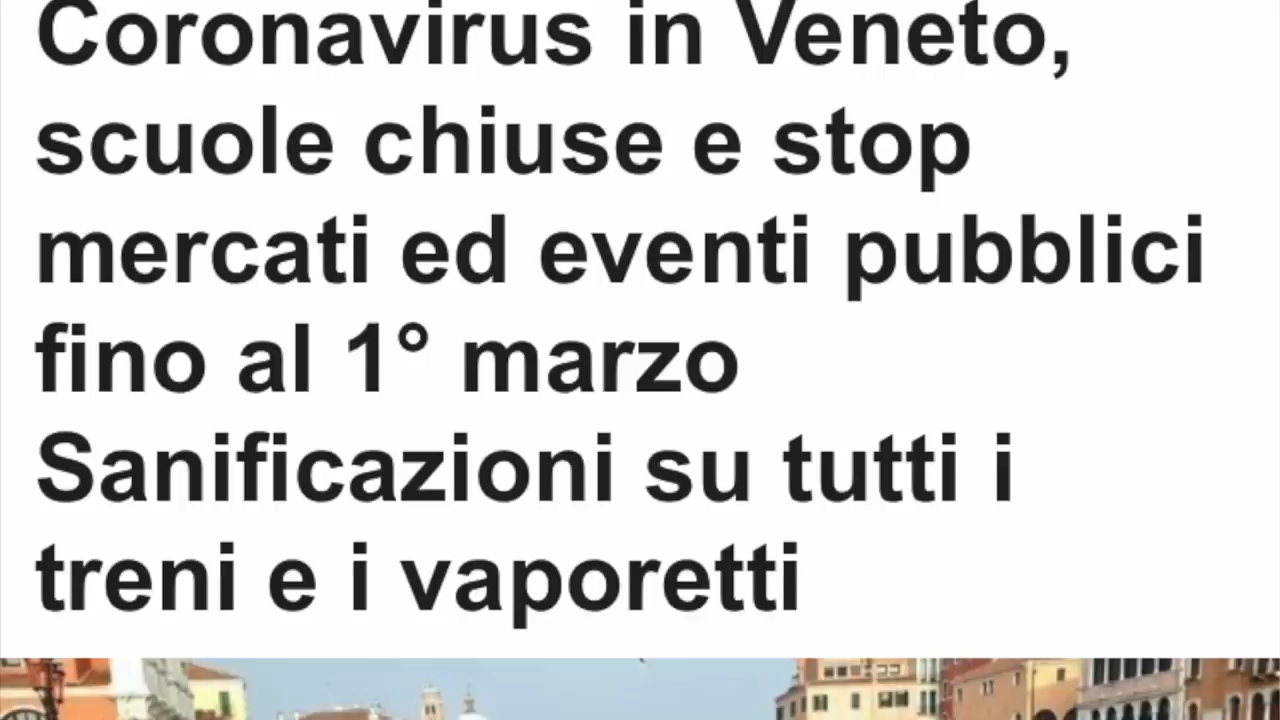 Coronavirus in Veneto,
scuole chiuse e stop
mercati ed eventi pubblici
fino al 1° marzo
Sanificazioni su tutti i
treni e i vaporetti